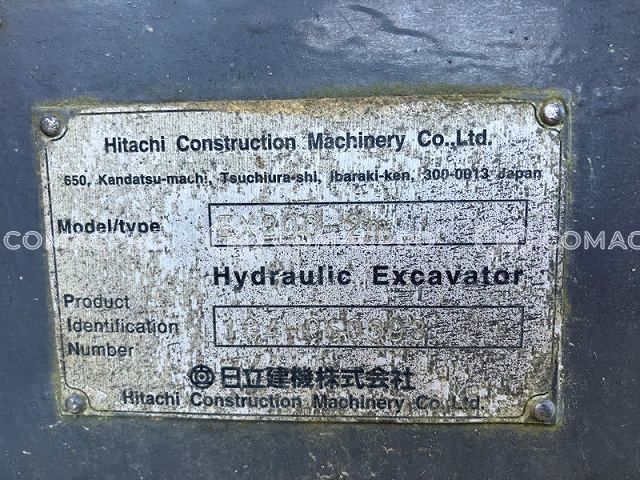 Hitachi Construction Machinery Co.,Ltd.
650, Kandatsu-machi, Tsuchiura-shi, Ibaraki-ken, 300-0013 Japan
Model/type
Hydraulic Excavator
Product
Identification
Number
日立建機株式会社
Hitachi Construction Machinery Co.,Ltd.